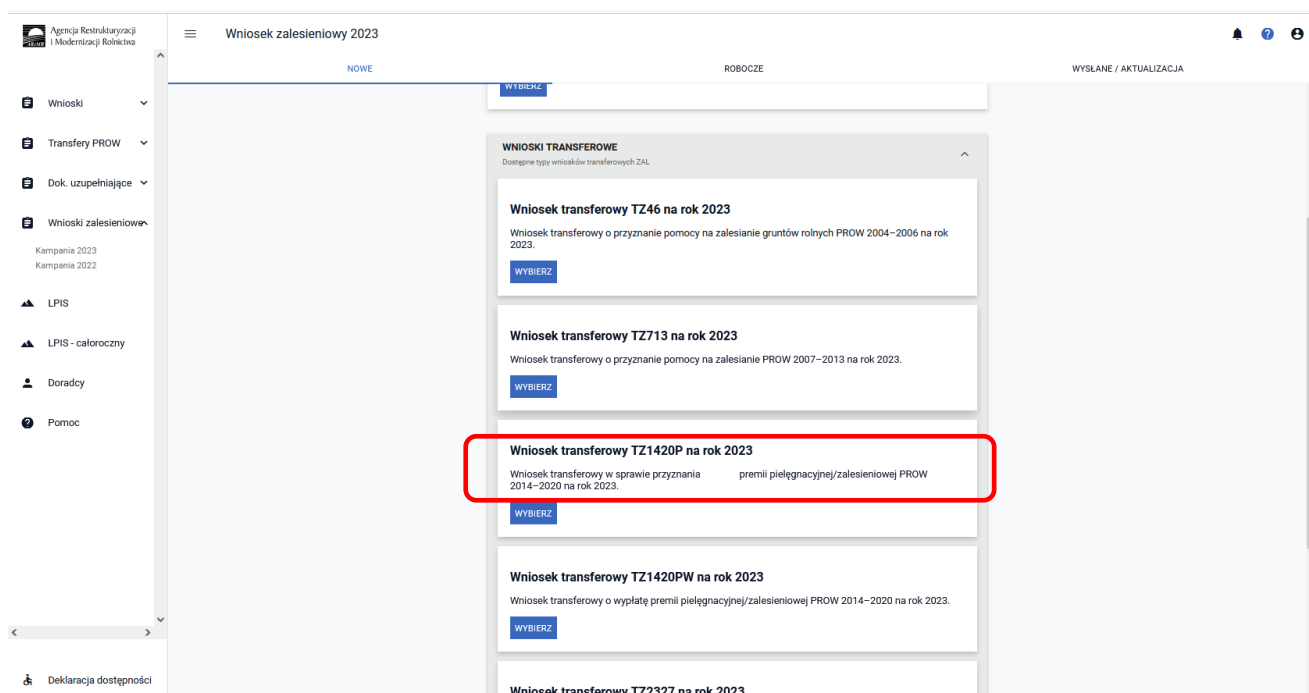 Agencja Restrukturyzacji
i Modernizacji Rolnictwa
ARiMR
Wniosek zalesieniowy 2023
NOWE
ROBOCZE
WYSŁANE / AKTUALIZACJA
Wnioski
Transfery PROW
Dok. uzupełniające
Wnioski zalesieniowe
Kampania 2023
Kampania 2022
LPIS
LPIS - całoroczny
Doradcy
Pomoc
Deklaracja dostępności
WYBIERZ
WNIOSKI TRANSFEROWE
Dostępne typy wniosków transferowych ZAL
Wniosek transferowy TZ46 na rok 2023
Wniosek transferowy o przyznanie pomocy na zalesianie gruntów rolnych PROW 2004–2006 na rok
2023.
WYBIERZ
Wniosek transferowy TZ713 na rok 2023
Wniosek transferowy o przyznanie pomocy na zalesianie PROW 2007–2013 na rok 2023.
WYBIERZ
Wniosek transferowy TZ1420P na rok 2023
Wniosek transferowy w sprawie przyznania premii pielęgnacyjnej/zalesieniowej PROW
2014–2020 na rok 2023.
WYBIERZ
Wniosek transferowy TZ1420PW na rok 2023
Wniosek transferowy o wypłatę premii pielęgnacyjnej/zalesieniowej PROW 2014–2020 na rok 2023.
WYBIERZ
Wniosek transferowy TZ2327 na rok 2023